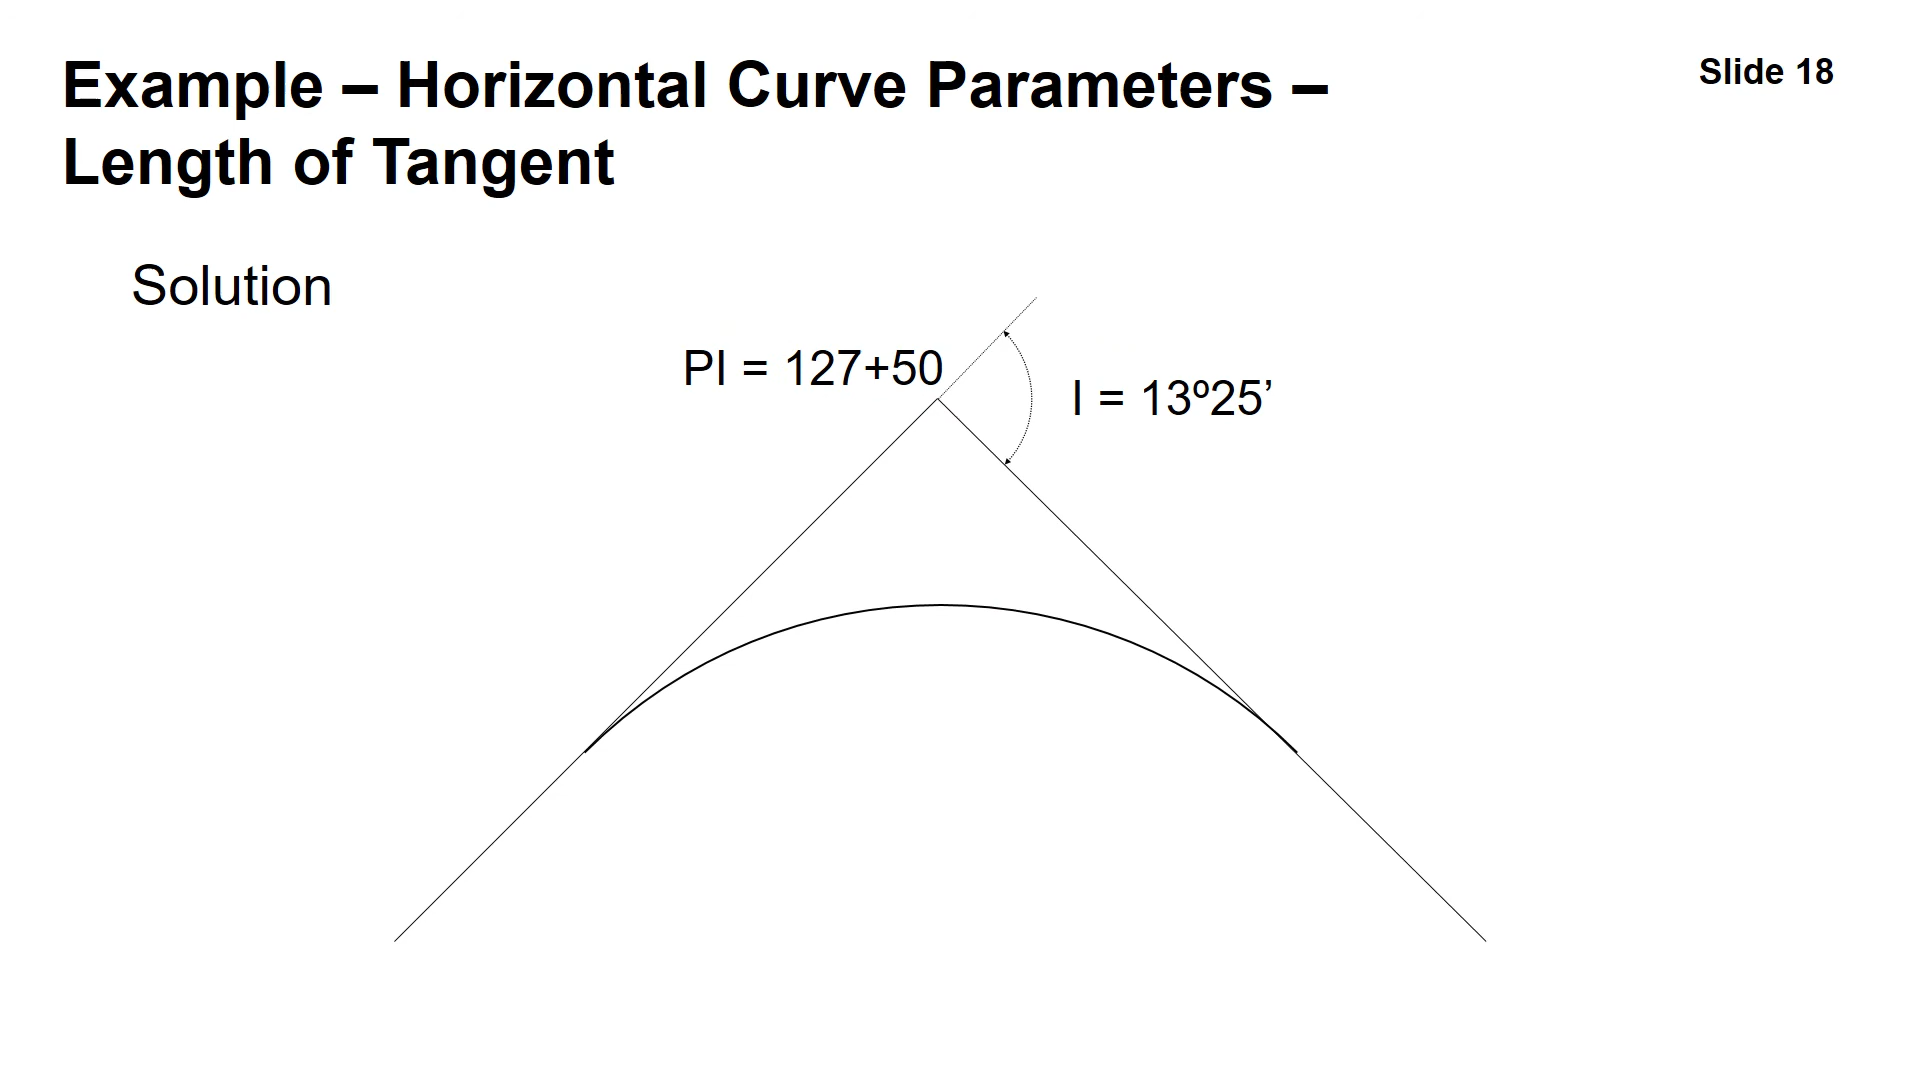 Example – Horizontal Curve Parameters –
Length of Tangent
Slide 18
Solution
PI = 127+50
I = 13º25’